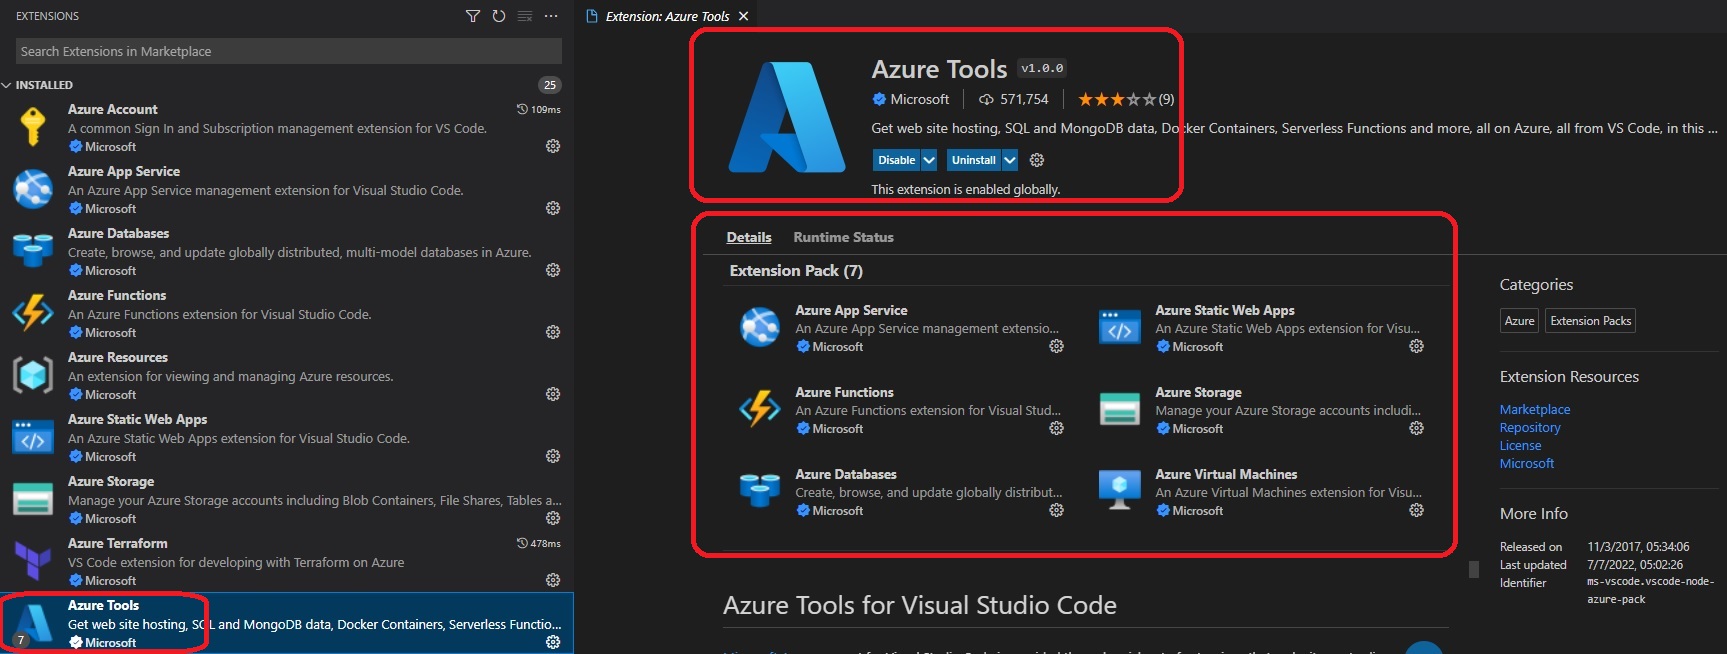 EXTENSIONS
Search Extensions in Marketplace
INSTALLED 25
Azure Account 109ms
A common Sign In and Subscription management extension for VS Code.
Microsoft
Azure App Service
An Azure App Service management extension for Visual Studio Code.
Microsoft
Azure Databases
Create, browse, and update globally distributed, multi-model databases in Azure.
Microsoft
Azure Functions
An Azure Functions extension for Visual Studio Code.
Microsoft
Azure Resources
An extension for viewing and managing Azure resources.
Microsoft
Azure Static Web Apps
An Azure Static Web Apps extension for Visual Studio Code.
Microsoft
Azure Storage
Manage your Azure Storage accounts including Blob Containers, File Shares, Tables a...
Microsoft
Azure Terraform 478ms
VS Code extension for developing with Terraform on Azure
Microsoft
Azure Tools
Get web site hosting, SQL and MongoDB data, Docker Containers, Serverless Functio...
7 Microsoft
Extension: Azure Tools
Azure Tools v1.0.0
Microsoft 571,754 (9)
Get web site hosting, SQL and MongoDB data, Docker Containers, Serverless Functions and more, all on Azure, all from VS Code, in this ...
Disable Uninstall
This extension is enabled globally.
Details Runtime Status
Extension Pack (7)
Azure App Service
An Azure App Service management extensio...
Microsoft
Azure Static Web Apps
An Azure Static Web Apps extension for Visu...
Microsoft
Azure Functions
An Azure Functions extension for Visual Stud...
Microsoft
Azure Storage
Manage your Azure Storage accounts includi...
Microsoft
Azure Databases
Create, browse, and update globally distribut...
Microsoft
Azure Virtual Machines
An Azure Virtual Machines extension for Visu...
Microsoft
Azure Tools for Visual Studio Code
Categories
Azure Extension Packs
Extension Resources
Marketplace
Repository
License
Microsoft
More Info
Released on 11/3/2017, 05:34:06
Last updated 7/7/2022, 05:02:26
Identifier ms-vscode.vscode-node-
azure-pack